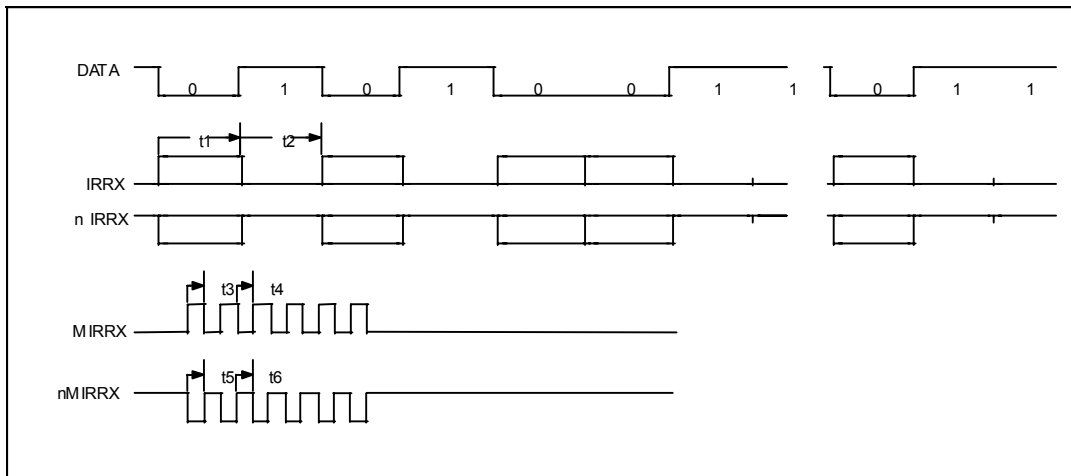 DATA
0 1 0 1 0 0 1 1 0 1 1
t1 t2
IRRX
n IRRX
t3 t4
MIRRX
t5 t6
nMIRRX